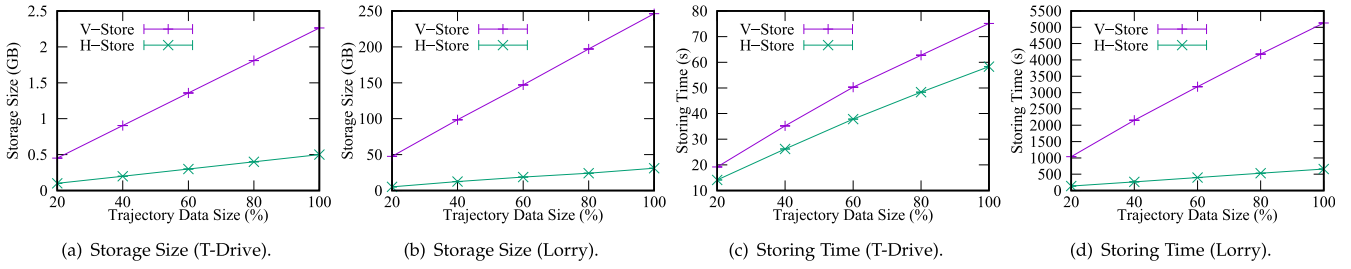 2.5
2
1.5
1
0.5
0
Storage Size (GB)
V−Store
H−Store
20 40 60 80 100
Trajectory Data Size (%)
(a) Storage Size (T-Drive).
250
200
150
100
50
0
Storage Size (GB)
V−Store
H−Store
20 40 60 80 100
Trajectory Data Size (%)
(b) Storage Size (Lorry).
80
70
60
50
40
30
20
10
Storing Time (s)
V−Store
H−Store
20 40 60 80 100
Trajectory Data Size (%)
(c) Storing Time (T-Drive).
5500
5000
4500
4000
3500
3000
2500
2000
1500
1000
500
0
Storing Time (s)
V−Store
H−Store
20 40 60 80 100
Trajectory Data Size (%)
(d) Storing Time (Lorry).